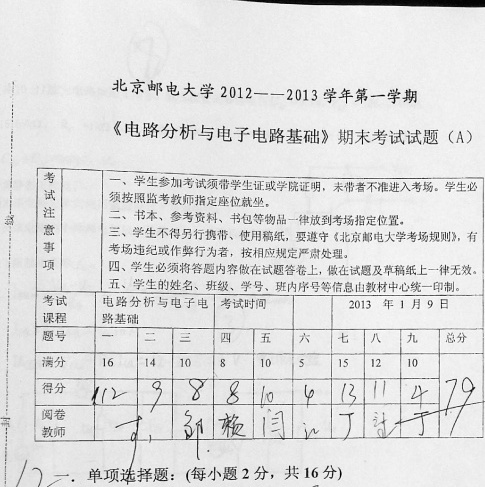 北京邮电大学2012——2013学年第一学期
《电路分析与电子电路基础》期末考试试题（A）
考试注意事项
一、学生参加考试须带学生证或学院证明，未带者不准进入考场。学生必
须按照监考教师指定座位就坐。
二、书本、参考资料、书包等物品一律放到考场指定位置。
三、学生不得另行携带、使用稿纸，要遵守《北京邮电大学考场规则》，有
考场违纪或作弊行为者，按相应规定严肃处理。
四、学生必须将答题内容做在试题答卷上，做在试题及草稿纸上一律无效。
五、学生的姓名、班级、学号、班内序号等信息由教材中心统一印制。
考试课程 电路分析与电子电路基础 考试时间 2013 年 1 月 9 日
题号 一 二 三 四 五 六 七 八 九 总分
满分 16 14 10 8 10 5 15 12 10
得分 12 9 8 8 10 4 13 11 4 79
阅卷教师 邹 闫 丁 丁
一．单项选择题：(每小题 2 分，共 16 分)